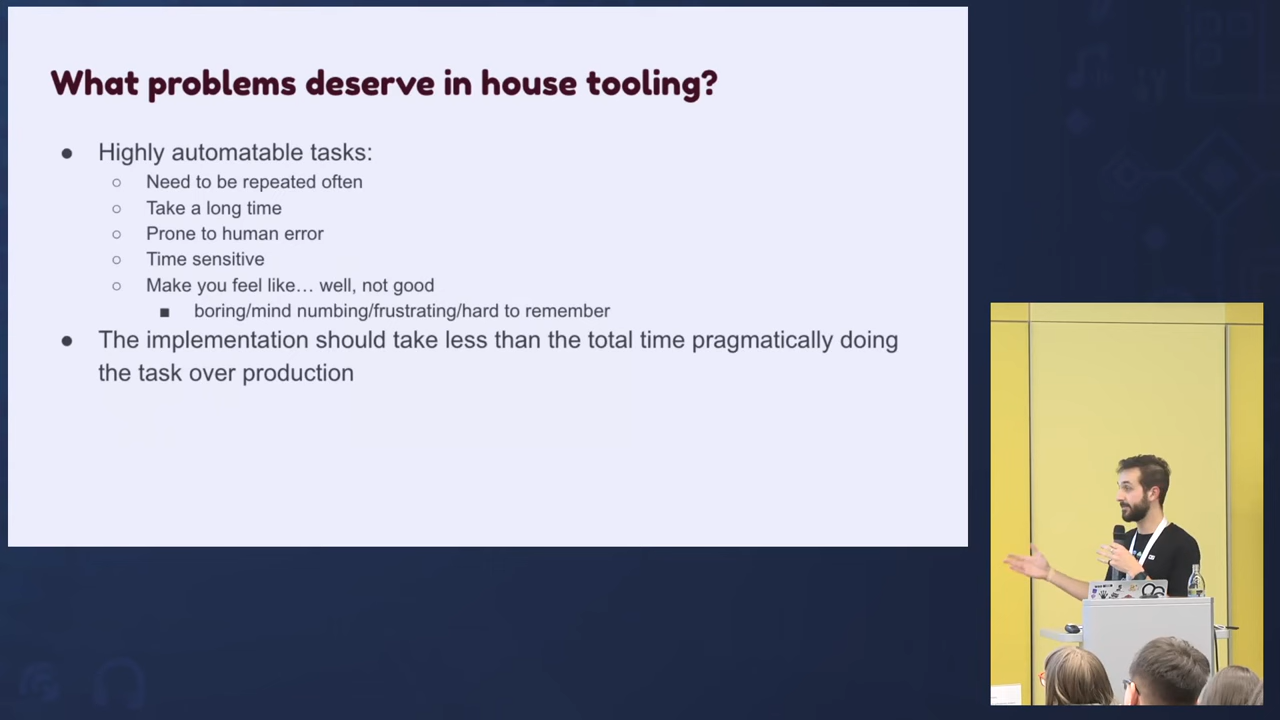 What problems deserve in house tooling?
● Highly automatable tasks:
○ Need to be repeated often
○ Take a long time
○ Prone to human error
○ Time sensitive
○ Make you feel like… well, not good
■ boring/mind numbing/frustrating/hard to remember
● The implementation should take less than the total time pragmatically doing
the task over production